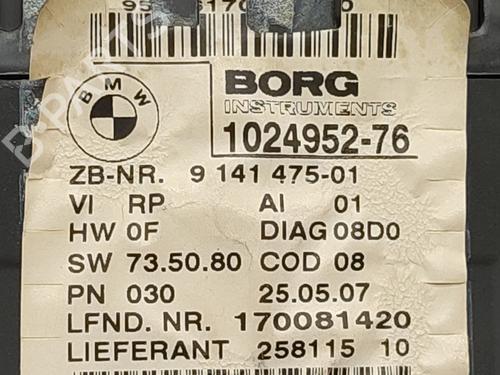 BMW
BORG
INSTRUMENTS
1024952-76
ZB-NR. 9 141 475-01
VI RP AI 01
HW 0F DIAG 08D0
SW 73.50.80 COD 08
PN 030 25.05.07
LFND. NR. 170081420
LIEFERANT 258115 10
B-PARTS